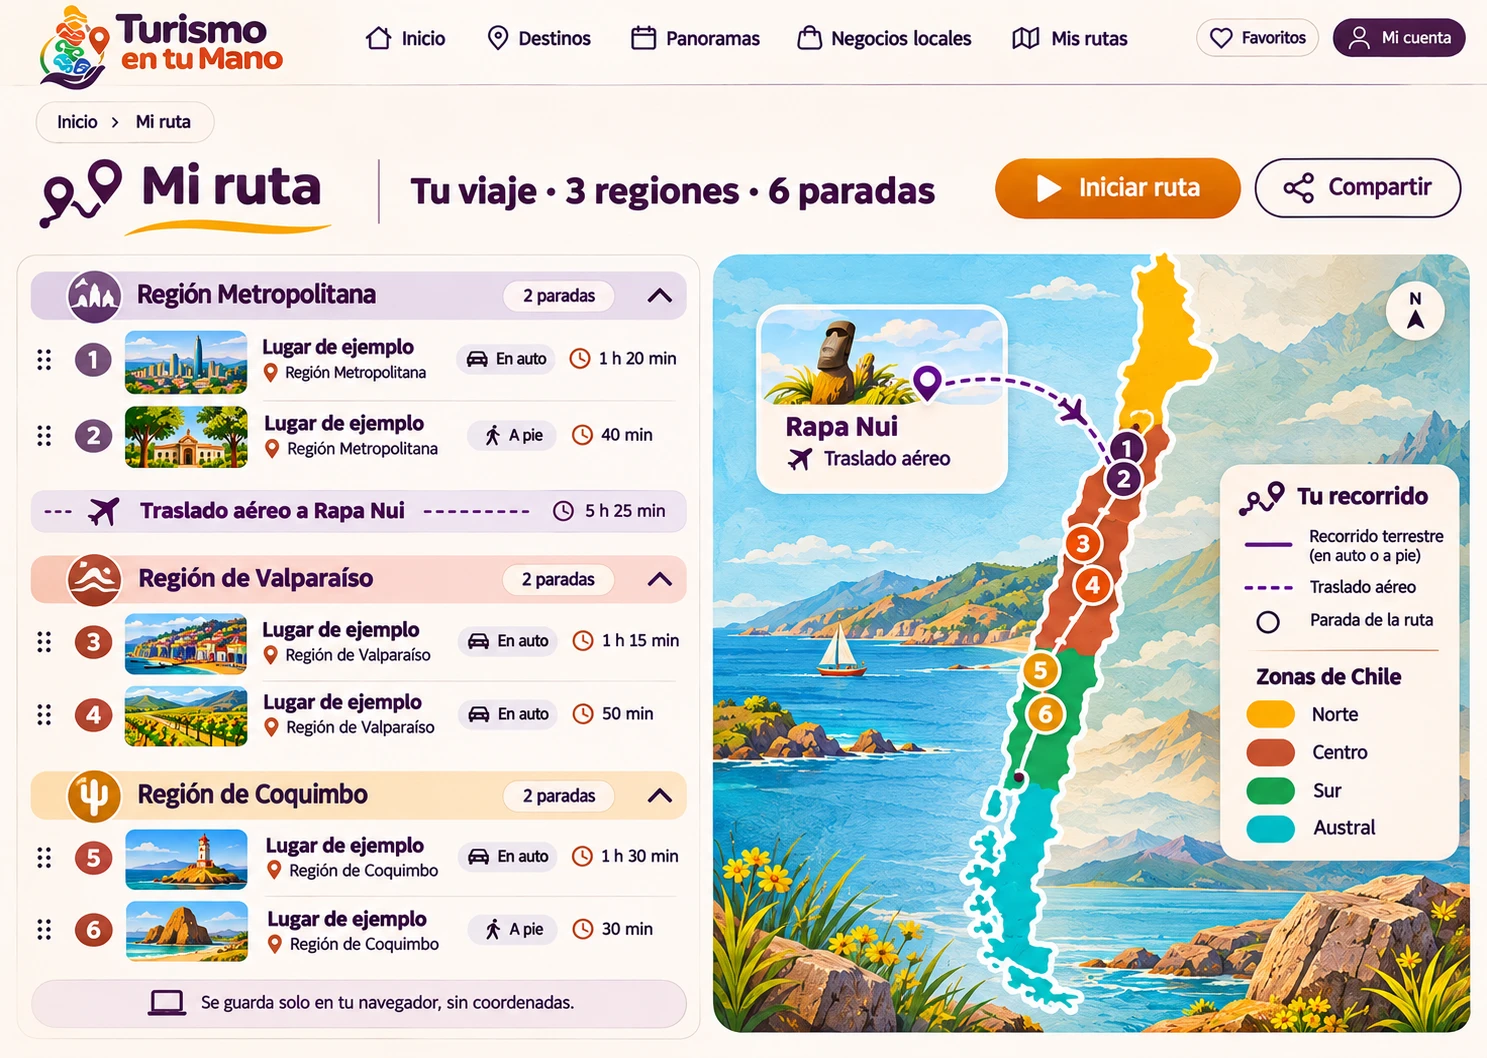 Turismo
en tu Mano
Inicio
Destinos
Panoramas
Negocios locales
Mis rutas
Favoritos
Mi cuenta
Inicio > Mi ruta
Mi ruta
Tu viaje · 3 regiones · 6 paradas
Iniciar ruta
Compartir
Región Metropolitana
2 paradas
1
Lugar de ejemplo
Región Metropolitana
En auto
1 h 20 min
2
Lugar de ejemplo
Región Metropolitana
A pie
40 min
Traslado aéreo a Rapa Nui
5 h 25 min
Región de Valparaíso
2 paradas
3
Lugar de ejemplo
Región de Valparaíso
En auto
1 h 15 min
4
Lugar de ejemplo
Región de Valparaíso
En auto
50 min
Región de Coquimbo
2 paradas
5
Lugar de ejemplo
Región de Coquimbo
En auto
1 h 30 min
6
Lugar de ejemplo
Región de Coquimbo
A pie
30 min
Se guarda solo en tu navegador, sin coordenadas.
N
Rapa Nui
Traslado aéreo
1
2
3
4
5
6
Tu recorrido
Recorrido terrestre
(en auto o a pie)
Traslado aéreo
Parada de la ruta
Zonas de Chile
Norte
Centro
Sur
Austral